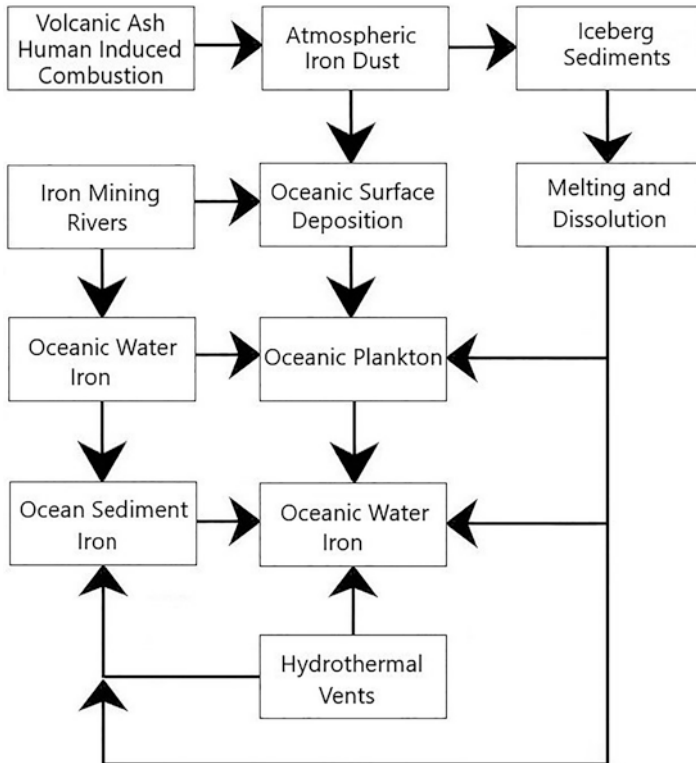 Volcanic Ash
Human Induced
Combustion
Atmospheric
Iron Dust
Iceberg
Sediments
Iron Mining
Rivers
Oceanic Surface
Deposition
Melting and
Dissolution
Oceanic Water
Iron
Oceanic Plankton
Ocean Sediment
Iron
Oceanic Water
Iron
Hydrothermal
Vents